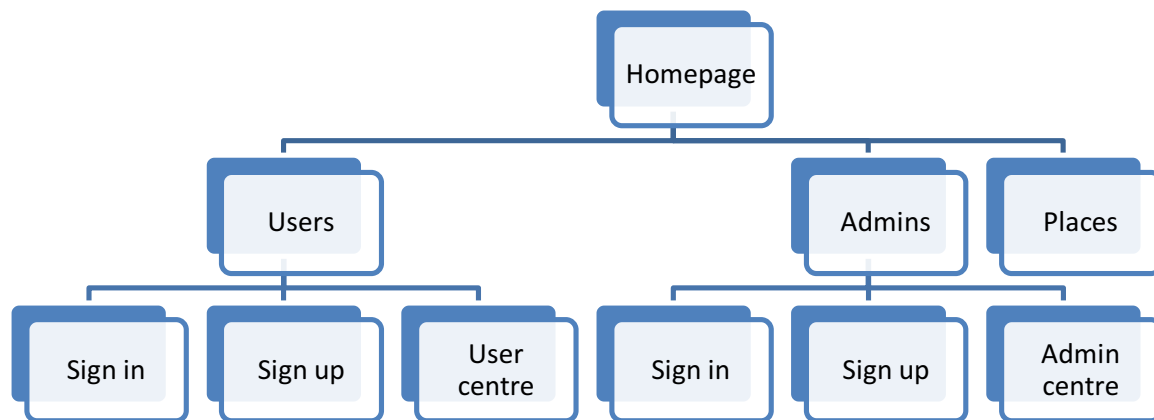 Homepage
Users
Admins
Places
Sign in
Sign up
User
centre
Sign in
Sign up
Admin
centre